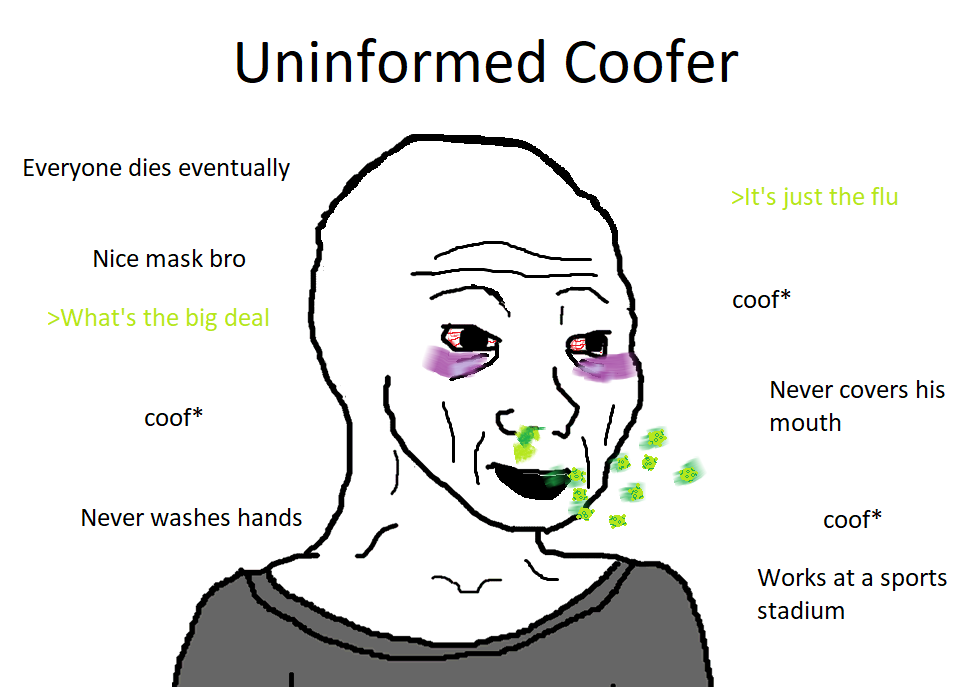 Uninformed Coofer
Everyone dies eventually
>It's just the flu
Nice mask bro
coof*
>What's the big deal
Never covers his
mouth
coof*
Never washes hands
coof*
Works at a sports
stadium